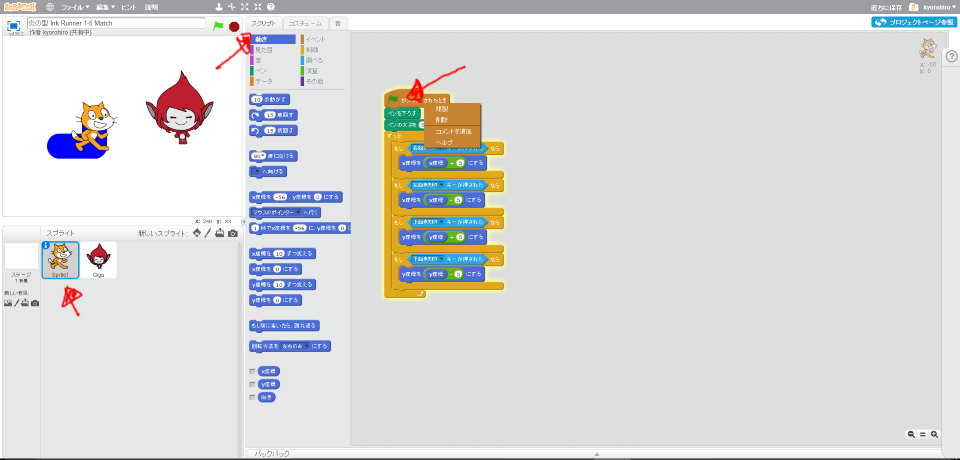 SCRATCH ファイル▼ 編集▼ ヒント 説明 直ちに保存 kyorohiro▼
炎の型 Ink Runner 1-5 Match
作者 kyorohiro (共有中)
v439.2
プロジェクトページ参照
スクリプト コスチューム 音
動き イベント
見た目 制御
音 調べる
ペン 演算
データ その他
10 歩動かす
15 度回す
15 度回す
90▼ 度に向ける
▼ へ向ける
x座標を -56 、y座標を 0 にする
マウスのポインター ▼ へ行く
1 秒でx座標を -56 に、y座標を 0 に
x座標を 10 ずつ変える
x座標を 0 にする
y座標を 10 ずつ変える
y座標を 0 にする
もし端に着いたら、跳ね返る
回転方法を 左右のみ ▼ にする
x座標
y座標
向き
x: 240 y: 83
スプライト 新しいスプライト:
ステージ
1 背景
新しい背景:
Sprite1
Giga
がクリックされたとき
ペンを下ろす
ペンの太さを
ずっと
複製
削除
コメントを追加
ヘルプ
もし 右向き なら
x座標を x座標 + 5 にする
もし 左向き矢印 ▼ キーが押された なら
x座標を x座標 - 5 にする
もし 上向き矢印 ▼ キーが押された なら
y座標を y座標 + 5 にする
もし 下向き矢印 ▼ キーが押された なら
y座標を y座標 - 5 にする
x: -56
y: 0
バックパック